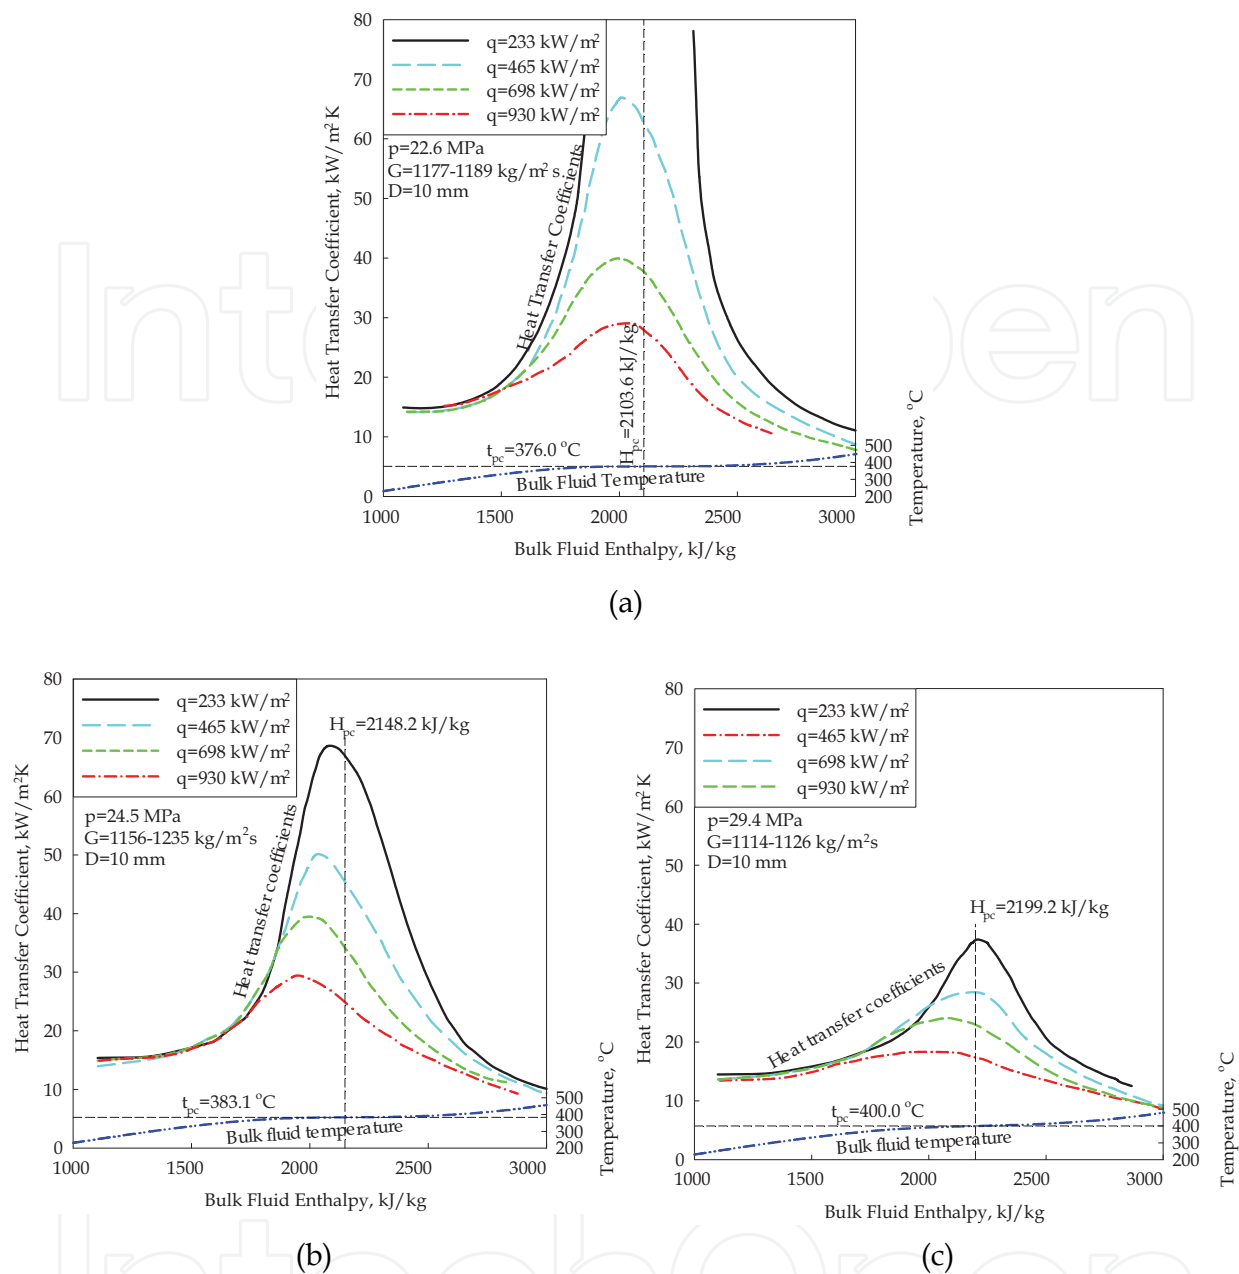 80
70
60
50
40
30
20
10
0
Heat Transfer Coefficient, kW/m² K
q=233 kW/m²
q=465 kW/m²
q=698 kW/m²
q=930 kW/m²
p=22.6 MPa
G=1177-1189 kg/m² s.
D=10 mm
Heat Transfer Coefficients
H_pc=2103.6 kJ/kg
t_pc=376.0 °C
Bulk Fluid Temperature
500
400
300
200
Temperature, °C
1000 1500 2000 2500 3000
Bulk Fluid Enthalpy, kJ/kg
(a)
80
70
60
50
40
30
20
10
0
Heat Transfer Coefficient, kW/m²K
q=233 kW/m²
q=465 kW/m²
q=698 kW/m²
q=930 kW/m²
H_pc=2148.2 kJ/kg
p=24.5 MPa
G=1156-1235 kg/m²s
D=10 mm
Heat transfer coefficients
t_pc=383.1 °C
Bulk fluid temperature
500
400
300
200
Temperature, °C
1000 1500 2000 2500 3000
Bulk Fluid Enthalpy, kJ/kg
(b)
80
70
60
50
40
30
20
10
0
Heat Transfer Coefficient, kW/m² K
q=233 kW/m²
q=465 kW/m²
q=698 kW/m²
q=930 kW/m²
p=29.4 MPa
G=1114-1126 kg/m²s
D=10 mm
H_pc=2199.2 kJ/kg
Heat transfer coefficients
t_pc=400.0 °C
Bulk fluid temperature
500
400
300
200
Temperature, °C
1000 1500 2000 2500 3000
Bulk Fluid Enthalpy, kJ/kg
(c)